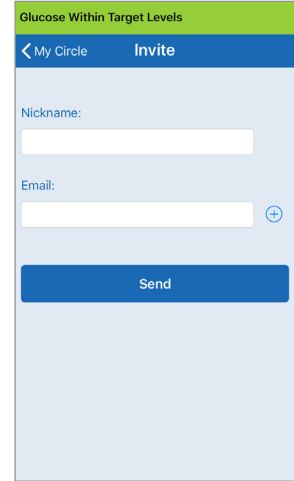 Glucose Within Target Levels
My Circle Invite
Nickname:
Email:
Send